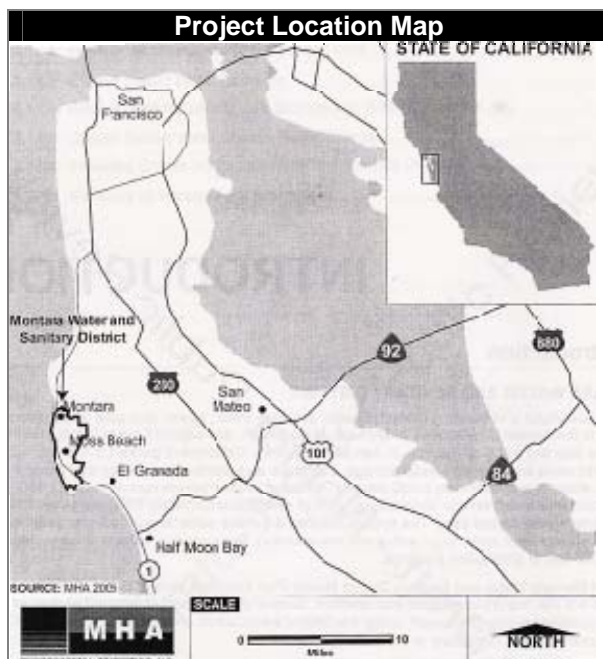 Project Location Map
STATE OF CALIFORNIA
San
Francisco
Montara Water and
Sanitary District
92
880
280
San
Mateo
Montara
Moss Beach
101
El Granada
84
Half Moon Bay
1
SOURCE: MHA 2005
SCALE
MHA
0 10
Miles
NORTH